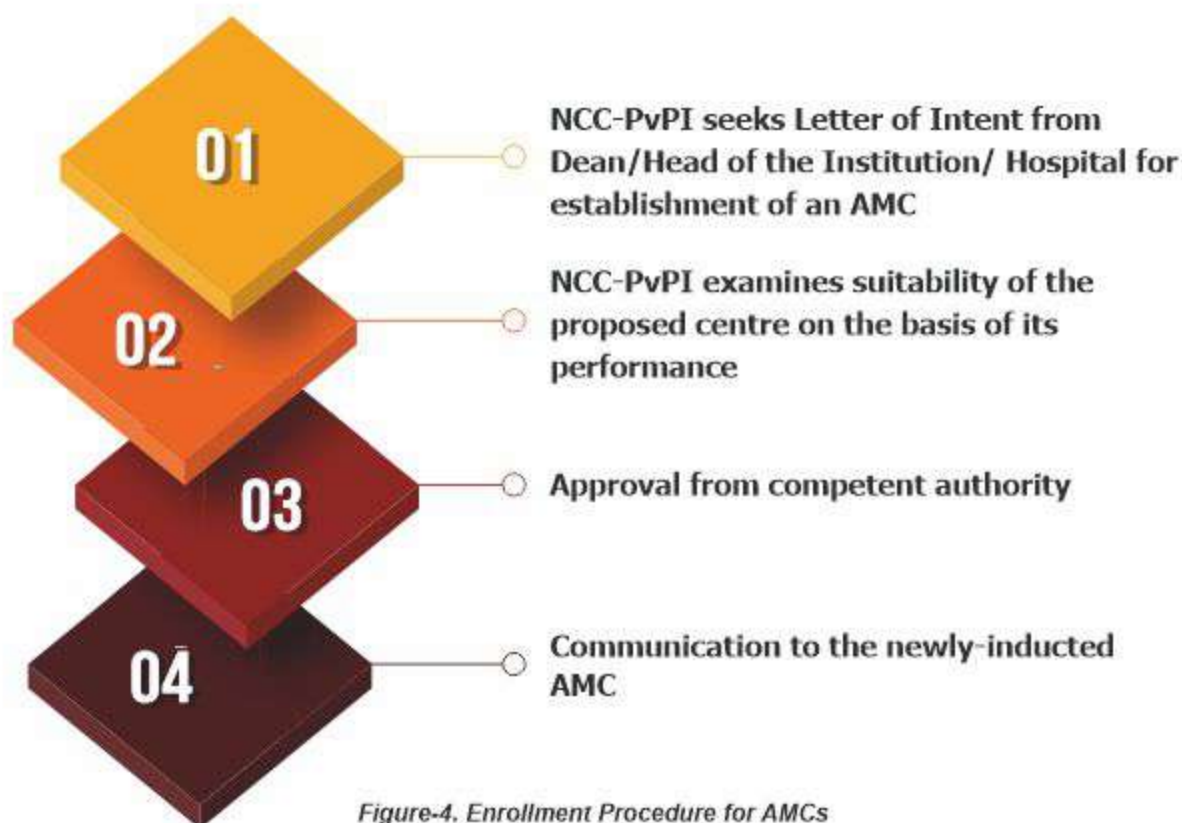 01
NCC-PvPI seeks Letter of Intent from
Dean/Head of the Institution/ Hospital for
establishment of an AMC
02
NCC-PvPI examines suitability of the
proposed centre on the basis of its
performance
03
Approval from competent authority
04
Communication to the newly-inducted
AMC
Figure-4. Enrollment Procedure for AMCs